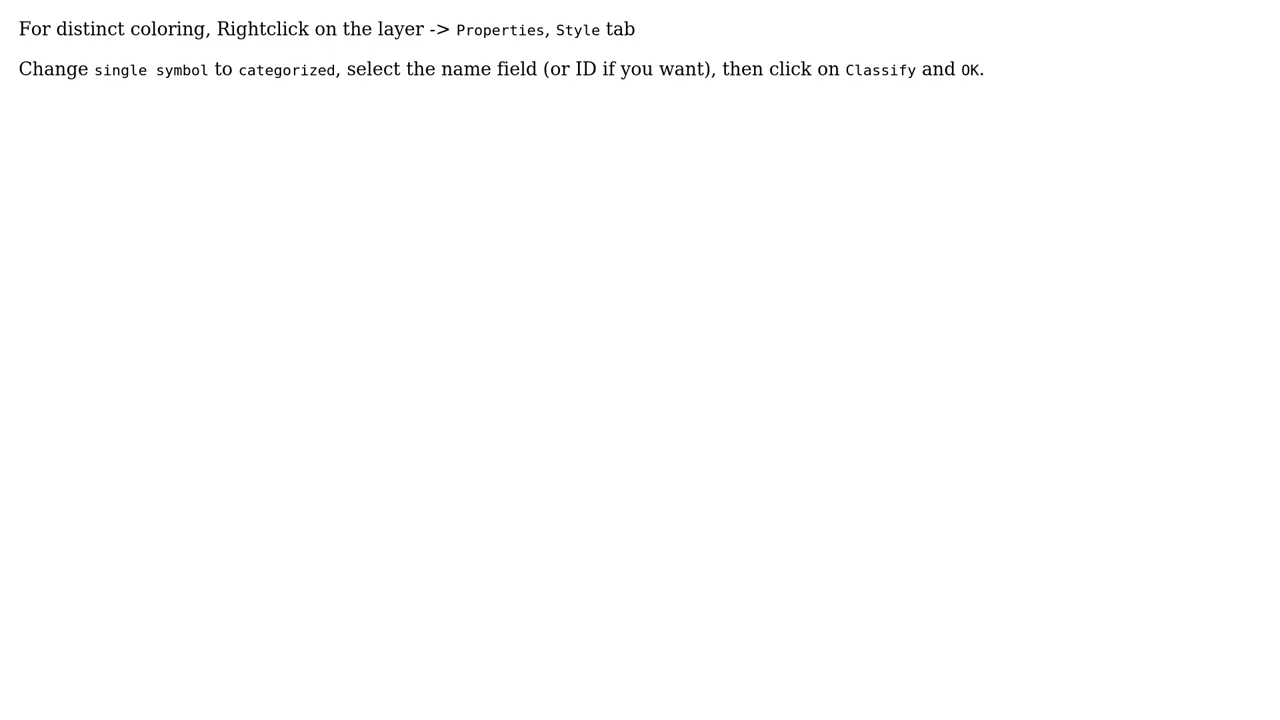 For distinct coloring, Rightclick on the layer -> Properties, Style tab
Change single symbol to categorized, select the name field (or ID if you want), then click on Classify and OK.